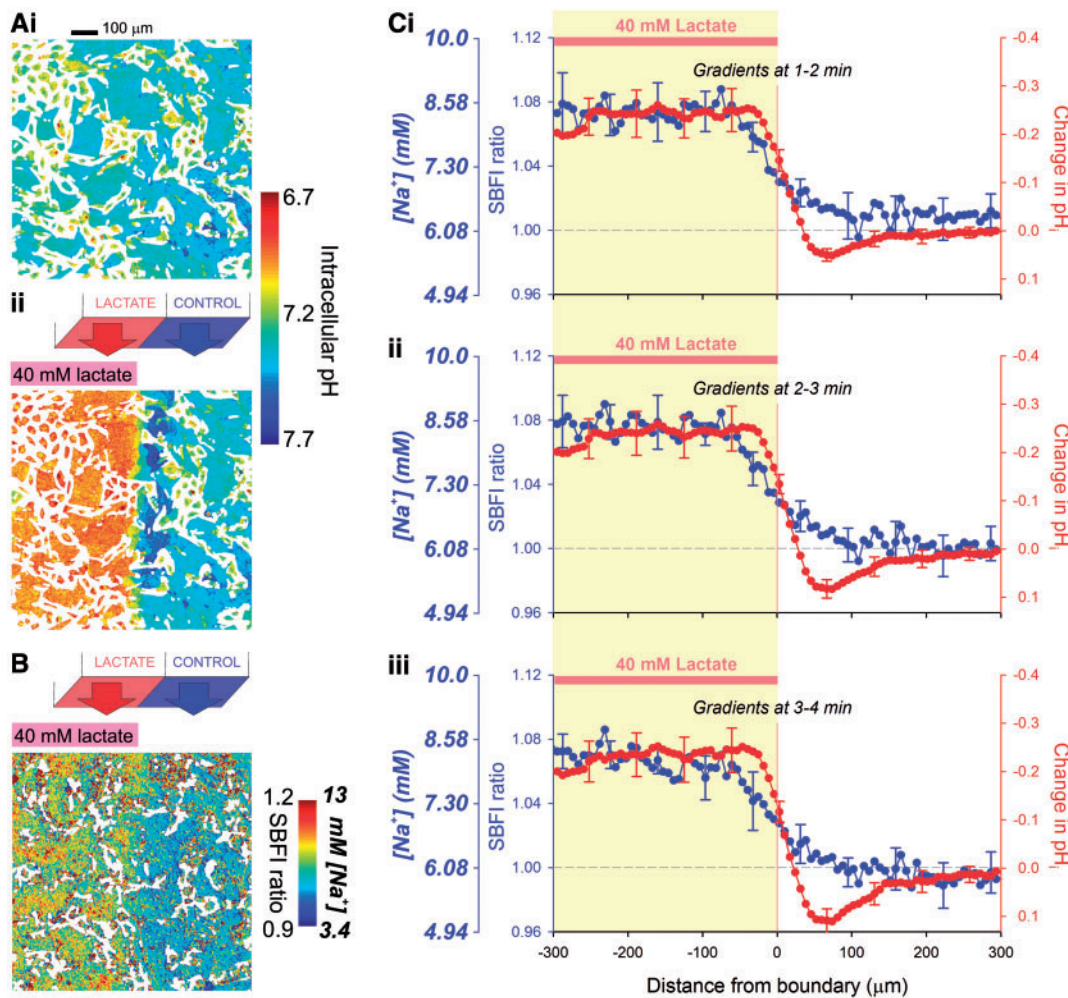 Ai
100 μm
6.7
7.2
7.7
Intracellular pH
ii
LACTATE CONTROL
40 mM lactate
B
LACTATE CONTROL
40 mM lactate
1.2
0.9
SBFI ratio
13
3.4
mM [Na+]
Ci
40 mM Lactate
Gradients at 1-2 min
10.0
8.58
7.30
6.08
4.94
[Na+] (mM)
1.12
1.08
1.04
1.00
0.96
SBFI ratio
-0.4
-0.3
-0.2
-0.1
0.0
0.1
Change in pHi
ii
40 mM Lactate
Gradients at 2-3 min
10.0
8.58
7.30
6.08
4.94
[Na+] (mM)
1.12
1.08
1.04
1.00
0.96
SBFI ratio
-0.4
-0.3
-0.2
-0.1
0.0
0.1
Change in pHi
iii
40 mM Lactate
Gradients at 3-4 min
10.0
8.58
7.30
6.08
4.94
[Na+] (mM)
1.12
1.08
1.04
1.00
0.96
SBFI ratio
-0.4
-0.3
-0.2
-0.1
0.0
0.1
Change in pHi
-300 -200 -100 0 100 200 300
Distance from boundary (μm)